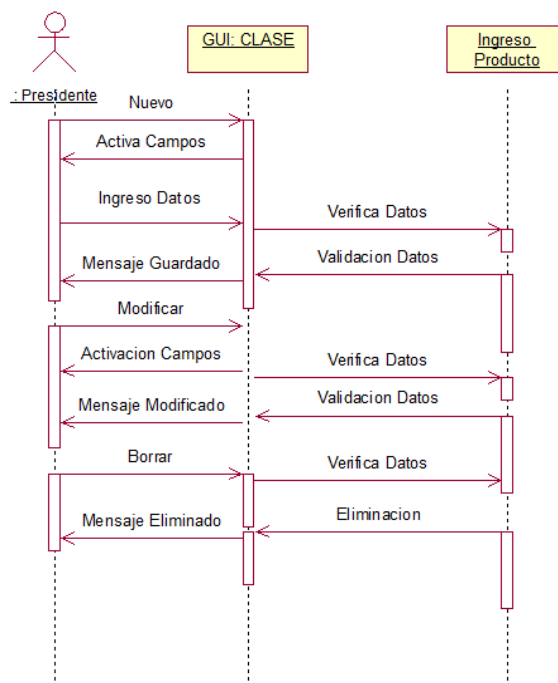 GUI: CLASE
Ingreso
Producto
: Presidente
Nuevo
Activa Campos
Ingreso Datos
Verifica Datos
Validacion Datos
Mensaje Guardado
Modificar
Activacion Campos
Verifica Datos
Validacion Datos
Mensaje Modificado
Borrar
Verifica Datos
Eliminacion
Mensaje Eliminado